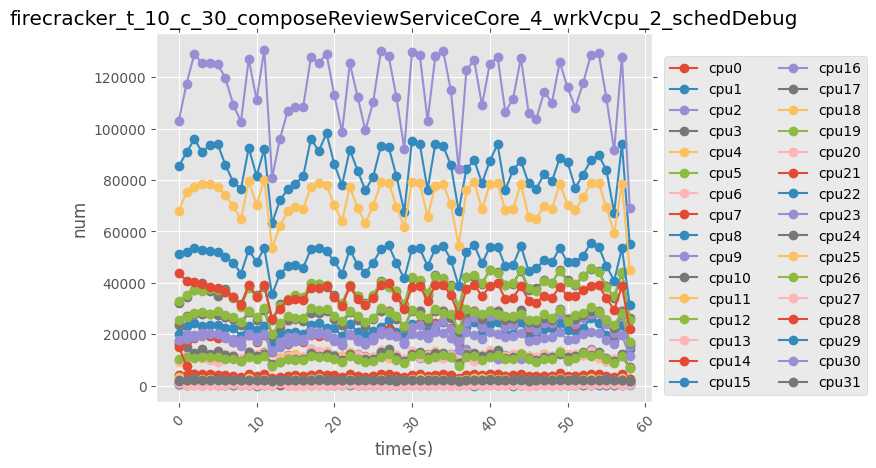 firecracker_t_10_c_30_composeReviewServiceCore_4_wrkVcpu_2_schedDebug
num
120000
100000
80000
60000
40000
20000
0
0
10
20
30
40
50
60
time(s)
cpu0
cpu1
cpu2
cpu3
cpu4
cpu5
cpu6
cpu7
cpu8
cpu9
cpu10
cpu11
cpu12
cpu13
cpu14
cpu15
cpu16
cpu17
cpu18
cpu19
cpu20
cpu21
cpu22
cpu23
cpu24
cpu25
cpu26
cpu27
cpu28
cpu29
cpu30
cpu31